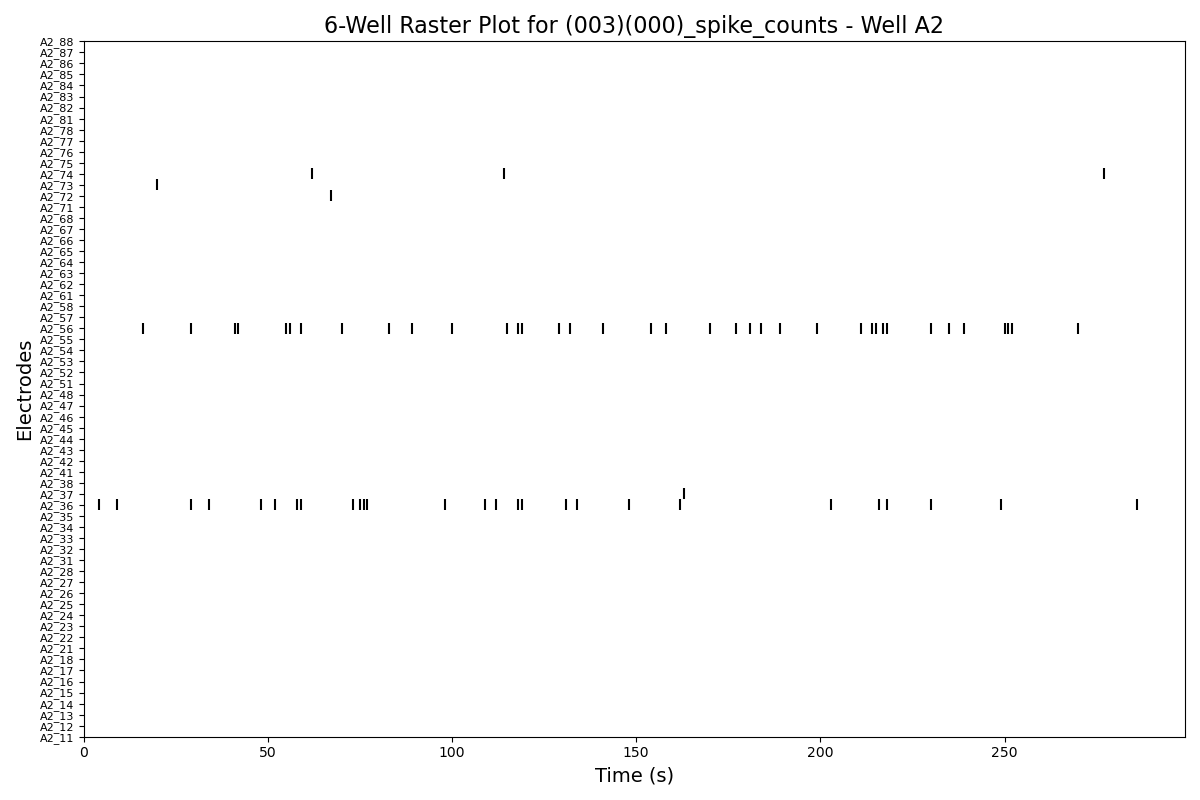 6-Well Raster Plot for (003)(000)_spike_counts - Well A2
A2_88
A2_87
A2_86
A2_85
A2_84
A2_83
A2_82
A2_81
A2_78
A2_77
A2_76
A2_75
A2_74
A2_73
A2_72
A2_71
A2_68
A2_67
A2_66
A2_65
A2_64
A2_63
A2_62
A2_61
A2_58
A2_57
A2_56
A2_55
A2_54
A2_53
A2_52
A2_51
A2_48
A2_47
A2_46
A2_45
A2_44
A2_43
A2_42
A2_41
A2_38
A2_37
A2_36
A2_35
A2_34
A2_33
A2_32
A2_31
A2_28
A2_27
A2_26
A2_25
A2_24
A2_23
A2_22
A2_21
A2_18
A2_17
A2_16
A2_15
A2_14
A2_13
A2_12
A2_11
Electrodes
0 50 100 150 200 250
Time (s)